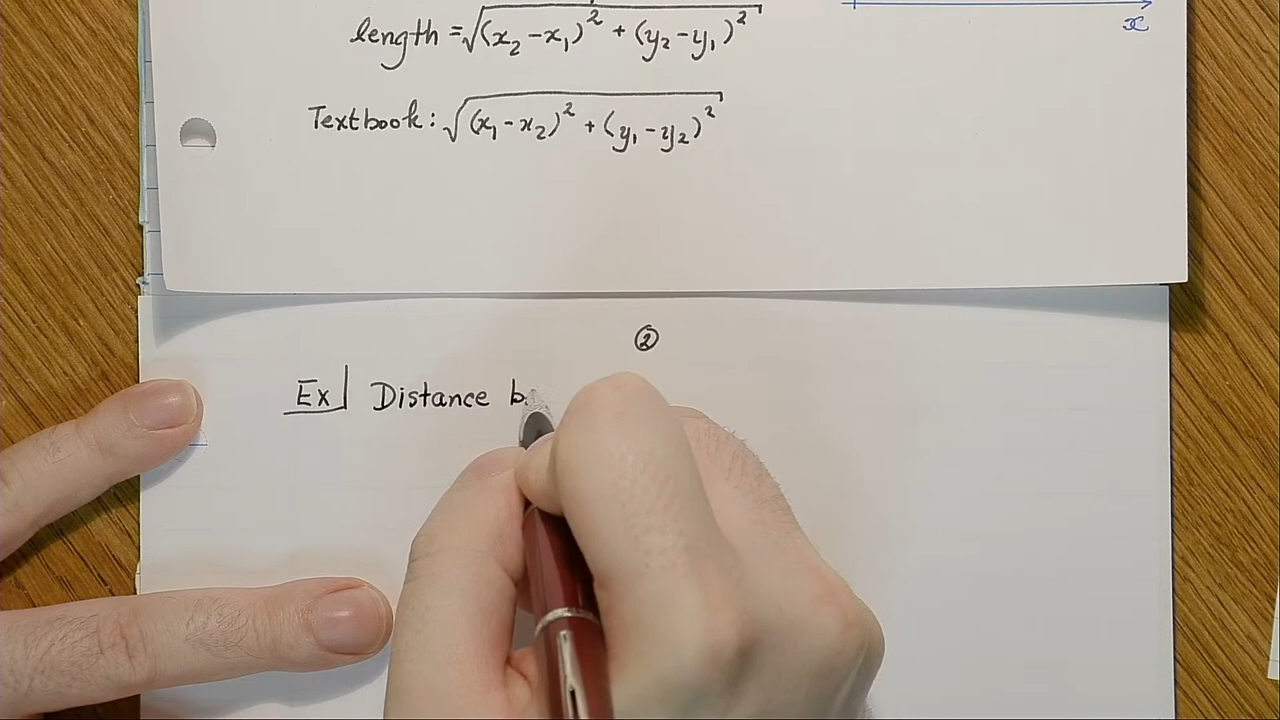 x
length = √(x₂ - x₁)² + (y₂ - y₁)²
Textbook: √(x₁ - x₂)² + (y₁ - y₂)²
②
Ex Distance b